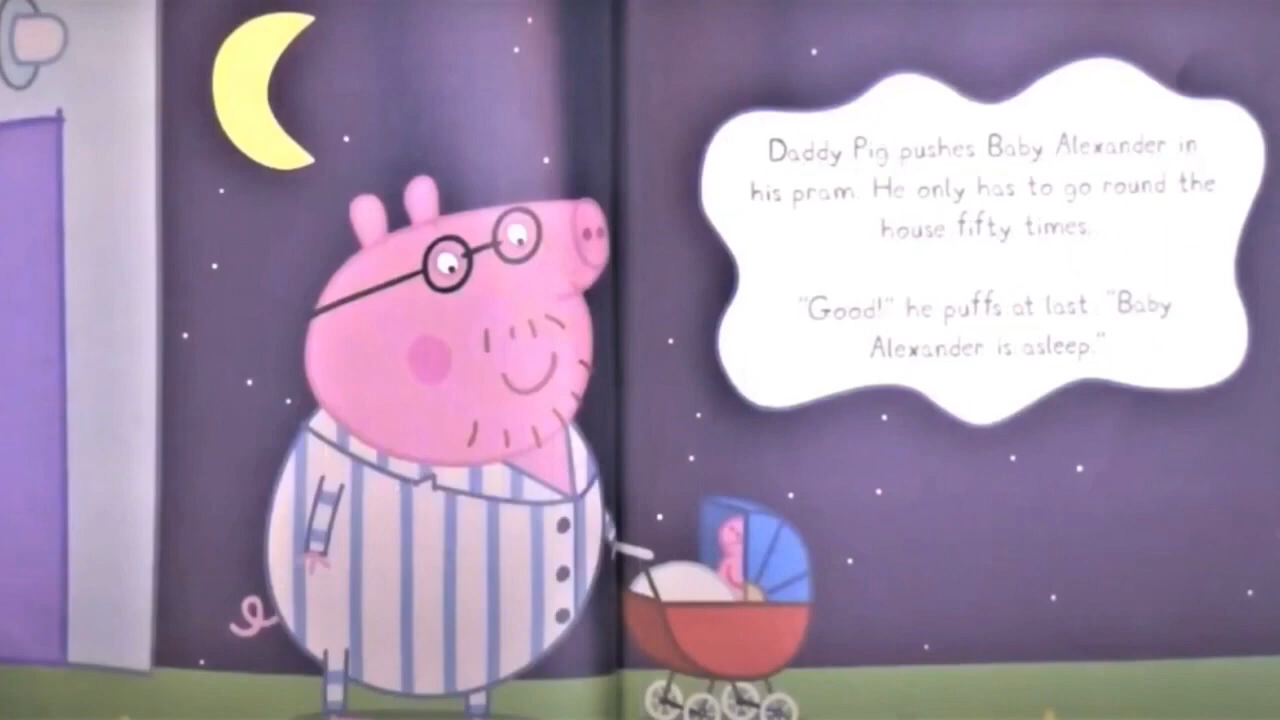 Daddy Pig pushes Baby Alexander in
his pram. He only has to go round the
house fifty times.
"Good!" he puffs at last. "Baby
Alexander is asleep."